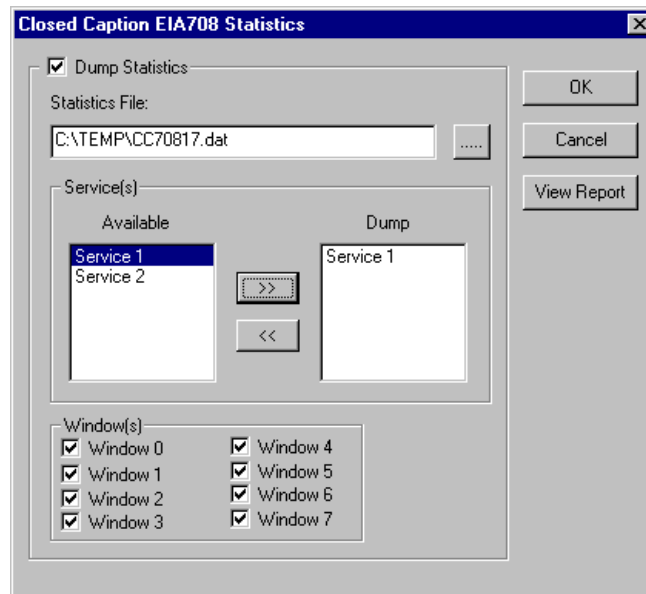 Closed Caption EIA708 Statistics
Dump Statistics
Statistics File:
C:\TEMP\CC70817.dat
.....
OK
Cancel
View Report
Service(s)
Available
Dump
Service 1
Service 2
>>
<<
Service 1
Window(s)
Window 0
Window 1
Window 2
Window 3
Window 4
Window 5
Window 6
Window 7